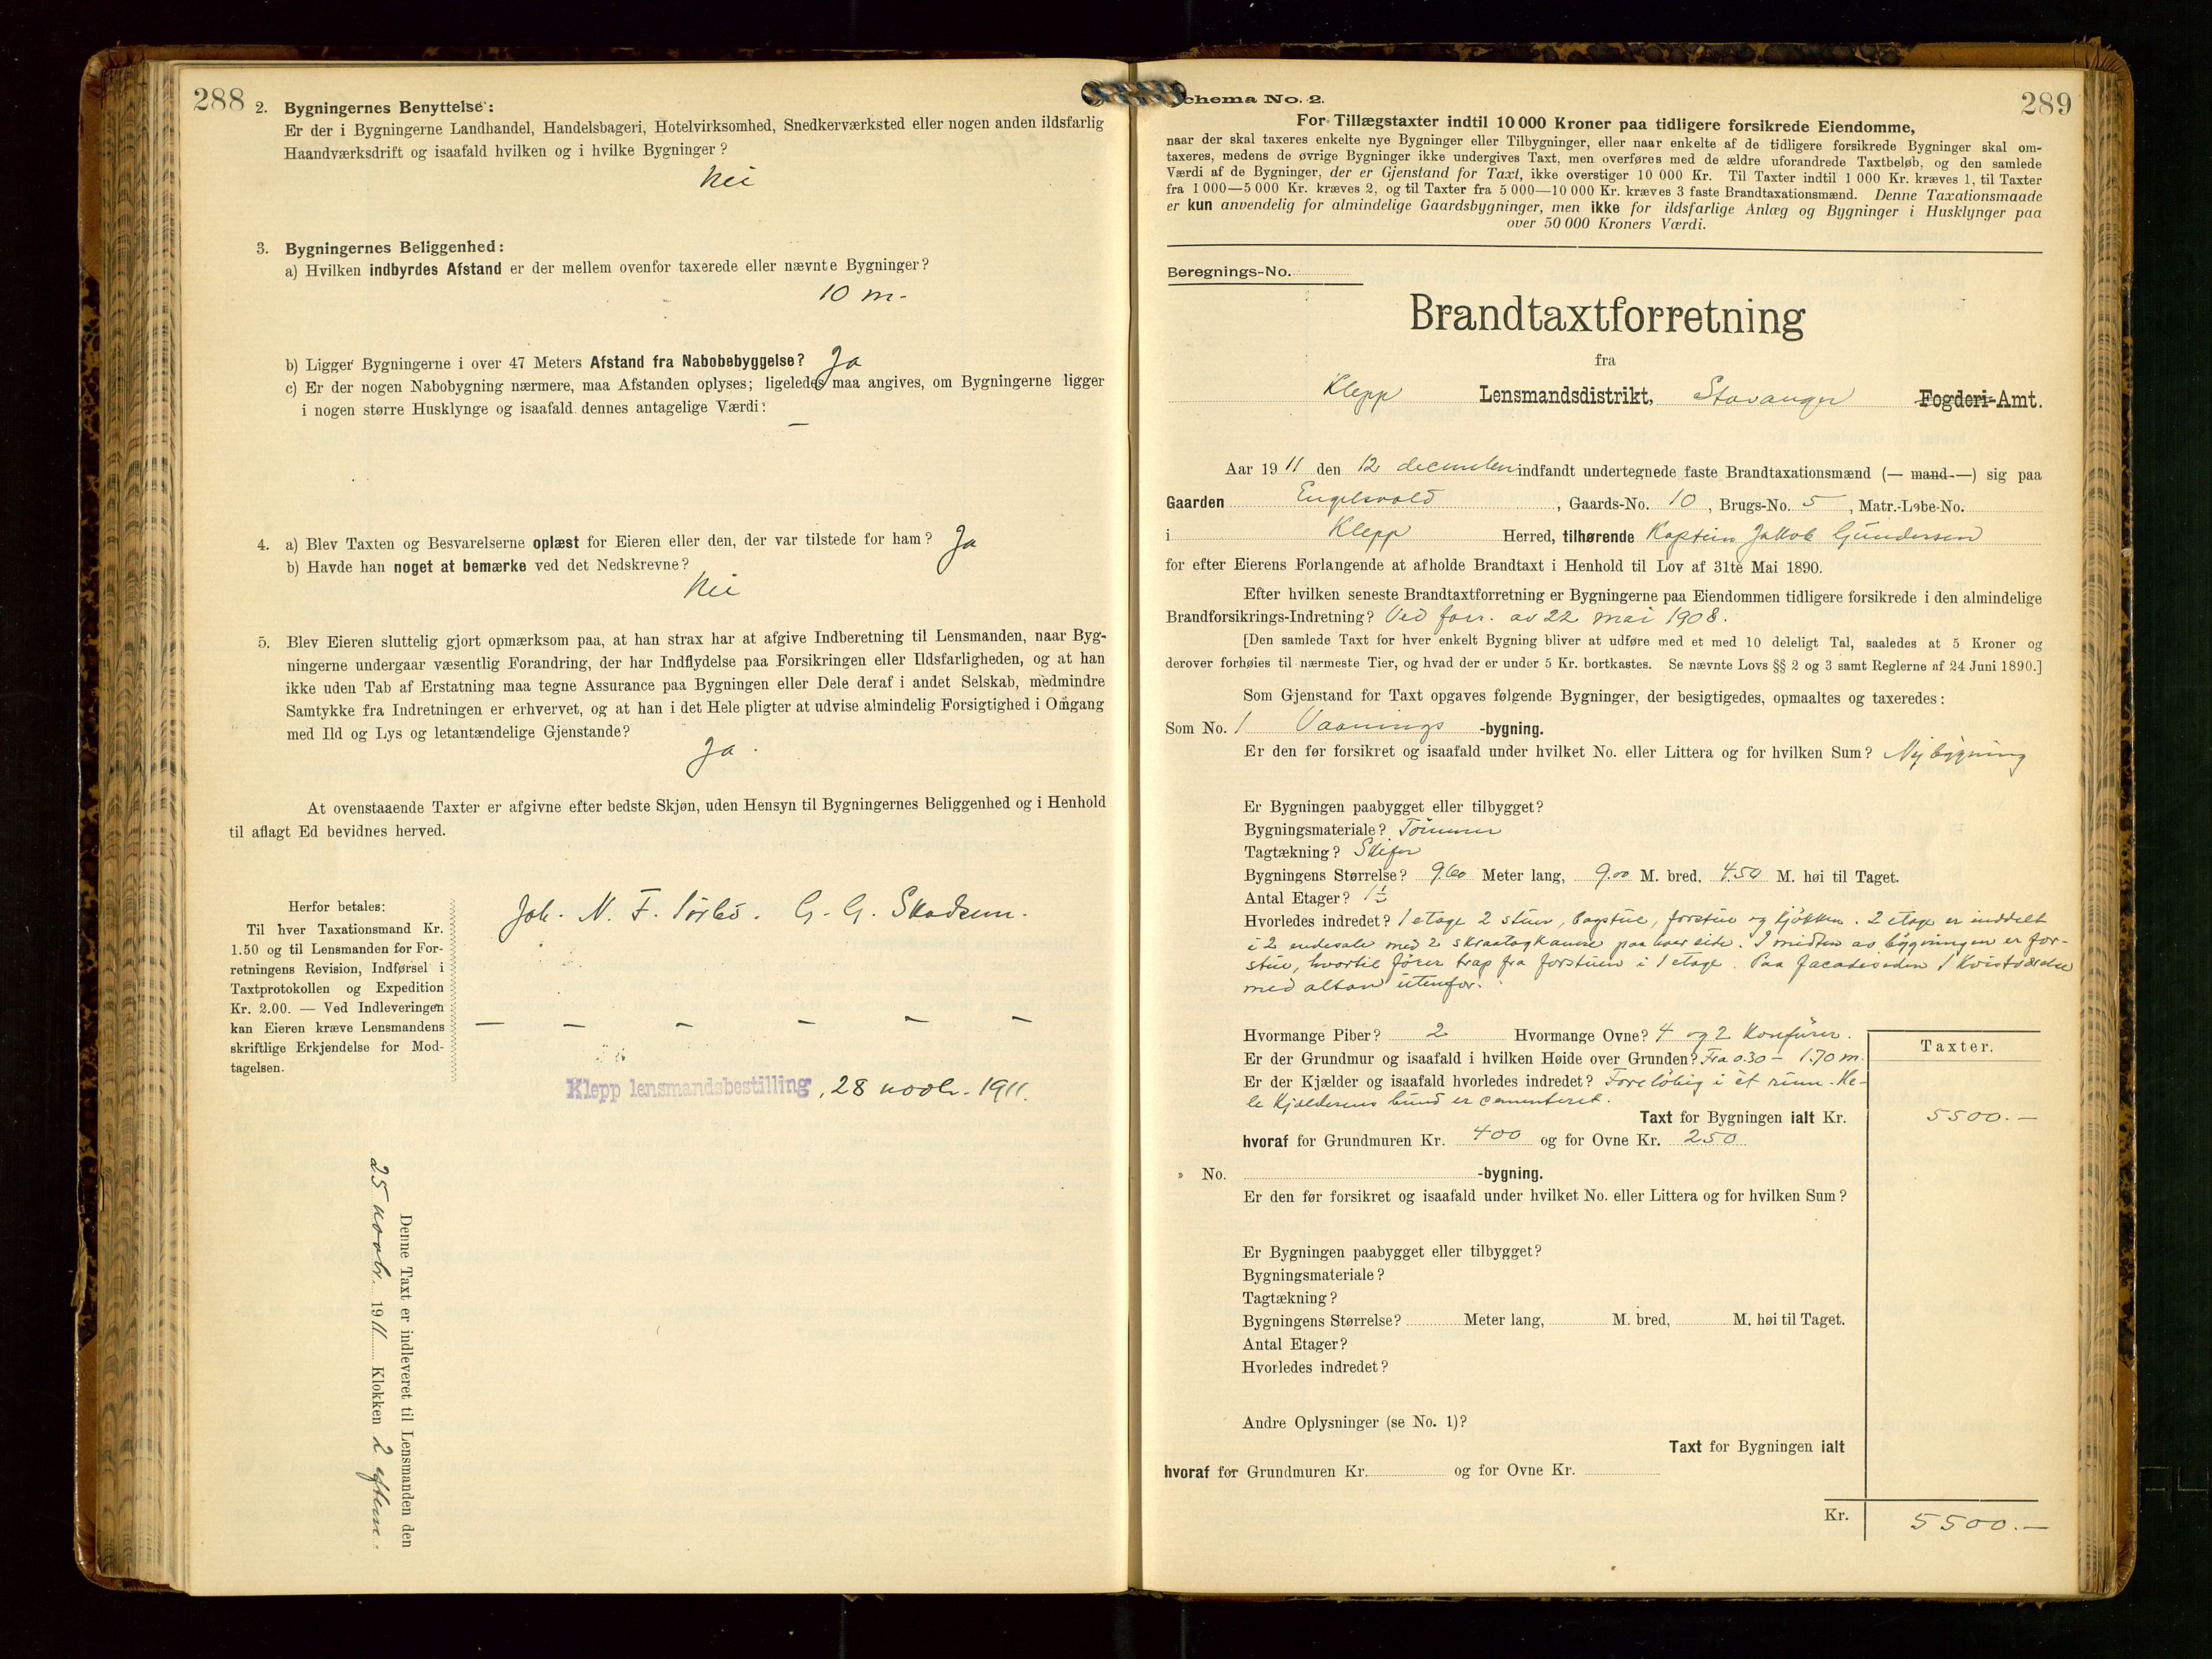 288
2. Bygningernes Benyttelse:
Er der i Bygningerne Landhandel, Handelsbageri, Hotelvirksomhed, Snedkerværksted eller nogen anden ildsfarlig
Haandværksdrift og isaafald hvilken og i hvilke Bygninger?
Nei
3. Bygningernes Beliggenhed:
a) Hvilken indbyrdes Afstand er der mellem ovenfor taxerede eller nævnte Bygninger?
10 m.
b) Ligger Bygningerne i over 47 Meters Afstand fra Nabobebyggelse? Ja
c) Er der nogen Nabobygning nærmere, maa Afstanden oplyses; ligeledes maa angives, om Bygningerne ligger
i nogen større Husklynge og isaafald dennes antagelige Værdi:
—
4. a) Blev Taxten og Besvarelserne oplæst for Eieren eller den, der var tilstede for ham? Ja
b) Havde han noget at bemærke ved det Nedskrevne?
Nei
5. Blev Eieren sluttelig gjort opmærksom paa, at han strax har at afgive Indberetning til Lensmanden, naar Byg-
ningerne undergaar væsentlig Forandring, der har Indflydelse paa Forsikringen eller Ildsfarligheden, og at han
ikke uden Tab af Erstatning maa tegne Assurance paa Bygningen eller Dele deraf i andet Selskab, medmindre
Samtykke fra Indretningen er erhvervet, og at han i det Hele pligter at udvise almindelig Forsigtighed i Omgang
med Ild og Lys og letantændelige Gjenstande?
Ja.
At ovenstaaende Taxter er afgivne efter bedste Skjøn, uden Hensyn til Bygningernes Beliggenhed og i Henhold
til aflagt Ed bevidnes herved.
Herfor betales:
Til hver Taxationsmand Kr.
1.50 og til Lensmanden før For-
retningens Revision, Indførsel i
Taxtprotokollen og Expedition
Kr. 2.00. — Ved Indleveringen
kan Eieren kræve Lensmandens
skriftlige Erkjendelse for Mod-
tagelsen.
Joh. N. F. Sørbø. G. G. Skadsem.
— — — — — —
Klepp lensmandsbestilling, 28 novbr. 1911.
Denne Taxt er indleveret til Lensmanden den
25 novbr. 1911 Klokken 2 efterm.
289
Schema No. 2.
For Tillægstaxter indtil 10 000 Kroner paa tidligere forsikrede Eiendomme,
naar der skal taxeres enkelte nye Bygninger eller Tilbygninger, eller naar enkelte af de tidligere forsikrede Bygninger skal om-
taxeres, medens de øvrige Bygninger ikke undergives Taxt, men overføres med de ældre uforandrede Taxtbeløb, og den samlede
Værdi af de Bygninger, der er Gjenstand for Taxt, ikke overstiger 10 000 Kr. Til Taxter indtil 1 000 Kr. kræves 1, til Taxter
fra 1 000—5 000 Kr. kræves 2, og til Taxter fra 5 000—10 000 Kr. kræves 3 faste Brandtaxationsmænd. Denne Taxationsmaade
er kun anvendelig for almindelige Gaardsbygninger, men ikke for ildsfarlige Anlæg og Bygninger i Husklynger paa
over 50 000 Kroners Værdi.
Beregnings-No.
Brandtaxtforretning
fra
Klepp Lensmandsdistrikt, Stavanger Fogderi-Amt.
Aar 1911 den 12 december indfandt undertegnede faste Brandtaxationsmænd (— mand —) sig paa
Gaarden Engelsvold, Gaards-No. 10, Brugs-No. 5, Matr.-Løbe-No.
i Klepp Herred, tilhørende Kaptein Jakob Gundersen
for efter Eierens Forlangende at afholde Brandtaxt i Henhold til Lov af 31te Mai 1890.
Efter hvilken seneste Brandtaxtforretning er Bygningerne paa Eiendommen tidligere forsikrede i den almindelige
Brandforsikrings-Indretning? Ved forr. av 22 mai 1908.
[Den samlede Taxt for hver enkelt Bygning bliver at udføre med et med 10 deleligt Tal, saaledes at 5 Kroner og
derover forhøies til nærmeste Tier, og hvad der er under 5 Kr. bortkastes. Se nævnte Lovs §§ 2 og 3 samt Reglerne af 24 Juni 1890.]
Som Gjenstand for Taxt opgaves følgende Bygninger, der besigtigedes, opmaaltes og taxeredes:
Som No. 1 Vaanings -bygning.
Er den før forsikret og isaafald under hvilket No. eller Littera og for hvilken Sum? Ny bygning
Er Bygningen paabygget eller tilbygget?
Bygningsmateriale? Tømmer
Tagtækning? Skifer
Bygningens Størrelse? 9.60 Meter lang, 9.00 M. bred, 4.50 M. høi til Taget.
Antal Etager? 1½
Hvorledes indredet? 1 etage 2 stuer, bagstue, forstue og kjøkken. 2 etage er inddelt
i 2 endesale med 2 skraatagkamre paa hver side. I midten av bygningen er for-
stue, hvortil fører trap fra forstuen i 1 etage. Paa facadesiden 1 kvistværelse
med altan utenfor.
Hvormange Piber? 2 Hvormange Ovne? 4 og 2 komfurer.
Er der Grundmur og isaafald i hvilken Høide over Grunden? Fra 0.30 - 1.70 m.
Er der Kjælder og isaafald hvorledes indredet? Foreløbig i et rum. He-
le kjælderens bund er cementeret.
Taxter.
Taxt for Bygningen ialt Kr. 5500.—
hvoraf for Grundmuren Kr. 400 og for Ovne Kr. 250
» No. -bygning.
Er den før forsikret og isaafald under hvilket No. eller Littera og for hvilken Sum?
Er Bygningen paabygget eller tilbygget?
Bygningsmateriale?
Tagtækning?
Bygningens Størrelse? Meter lang, M. bred, M. høi til Taget.
Antal Etager?
Hvorledes indredet?
Andre Oplysninger (se No. 1)?
Taxt for Bygningen ialt
hvoraf for Grundmuren Kr. og for Ovne Kr.
Kr. 5500.—